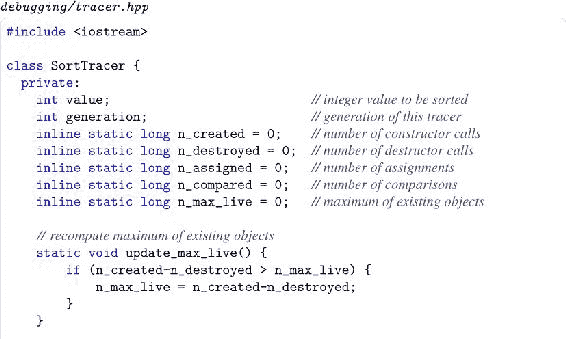 debugging/tracer.hpp
#include <iostream>
class SortTracer {
private:
int value; // integer value to be sorted
int generation; // generation of this tracer
inline static long n_created = 0; // number of constructor calls
inline static long n_destroyed = 0; // number of destructor calls
inline static long n_assigned = 0; // number of assignments
inline static long n_compared = 0; // number of comparisons
inline static long n_max_live = 0; // maximum of existing objects
// recompute maximum of existing objects
static void update_max_live() {
if (n_created-n_destroyed > n_max_live) {
n_max_live = n_created-n_destroyed;
}
}